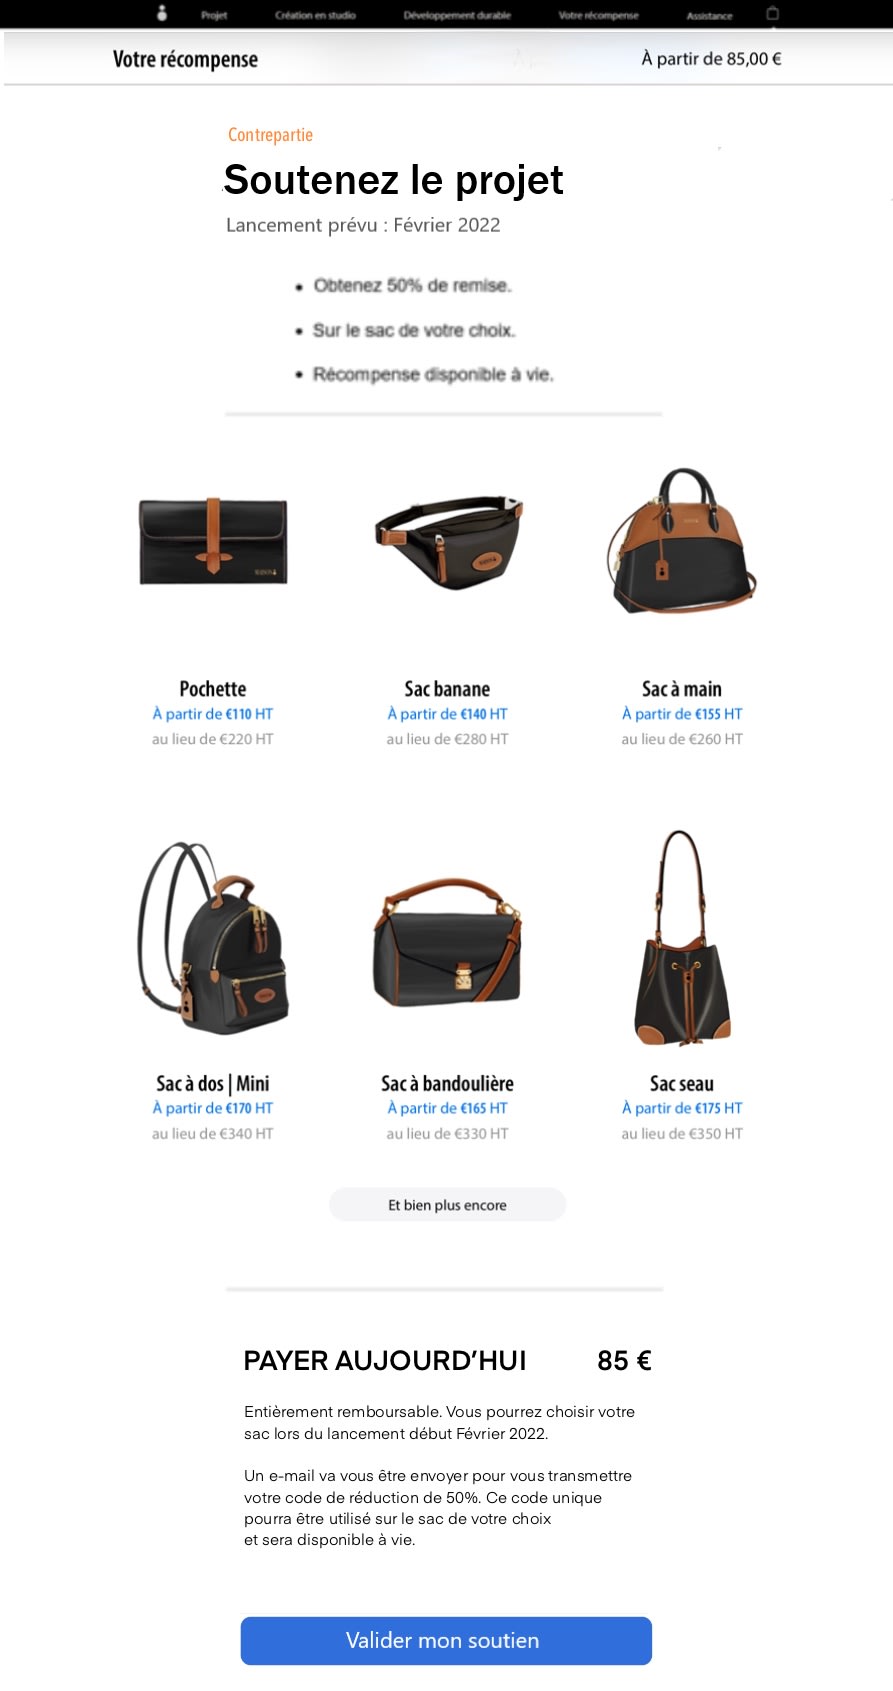 Projet Création en studio Développement durable Votre récompense Assistance
Votre récompense À partir de 85,00 €
Contrepartie
Soutenez le projet
Lancement prévu : Février 2022
• Obtenez 50% de remise.
• Sur le sac de votre choix.
• Récompense disponible à vie.
Pochette Sac banane Sac à main
À partir de €110 HT À partir de €140 HT À partir de €155 HT
au lieu de €220 HT au lieu de €280 HT au lieu de €260 HT
Sac à dos | Mini Sac à bandoulière Sac seau
À partir de €170 HT À partir de €165 HT À partir de €175 HT
au lieu de €340 HT au lieu de €330 HT au lieu de €350 HT
Et bien plus encore
PAYER AUJOURD’HUI 85 €
Entièrement remboursable. Vous pourrez choisir votre
sac lors du lancement début Février 2022.
Un e-mail va vous être envoyer pour vous transmettre
votre code de réduction de 50%. Ce code unique
pourra être utilisé sur le sac de votre choix
et sera disponible à vie.
Valider mon soutien